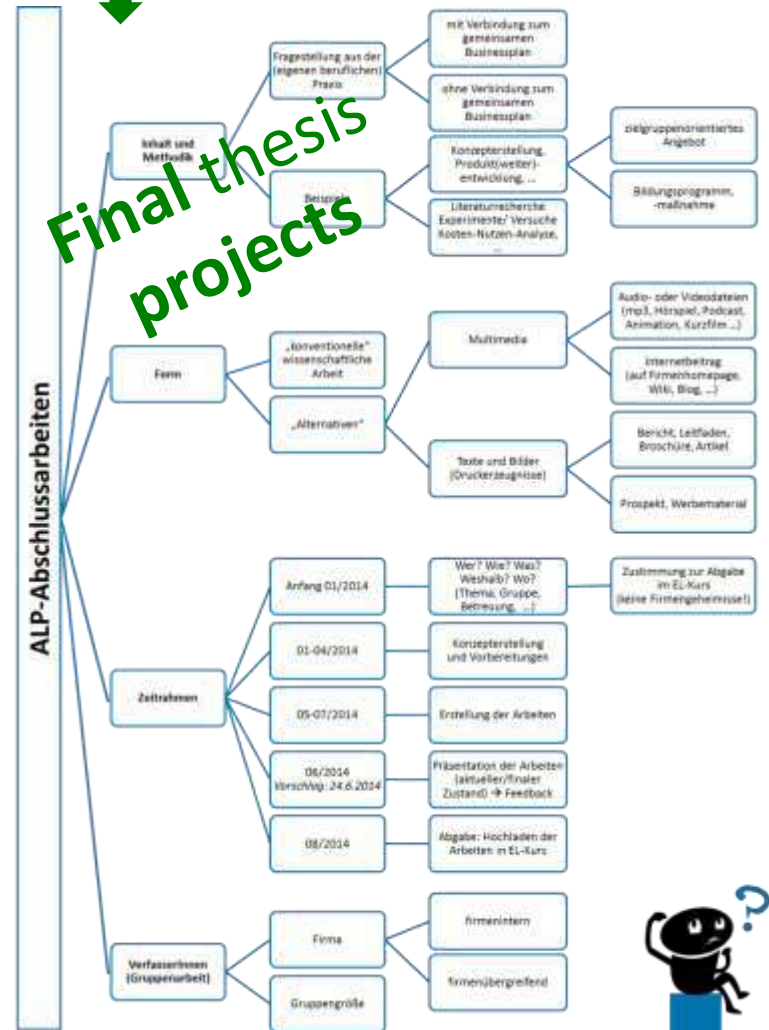 ALP-Abschlussarbeiten
Final thesis
projects
Inhalt und
Methodik
Fragestellung aus der
(eigenen beruflichen)
Praxis
mit Verbindung zum
gemeinsamen
Businessplan
ohne Verbindung zum
gemeinsamen
Businessplan
Beispiele
Konzepterstellung,
Produkt(weiter)-
entwicklung, ...
zielgruppenorientiertes
Angebot
Bildungsprogramm,
-maßnahme
Literaturrecherche
Experimente/ Versuche
Kosten-Nutzen-Analyse,
...
Form
„konventionelle"
wissenschaftliche
Arbeit
„Alternativen"
Multimedia
Audio- oder Videodateien
(mp3, Hörspiel, Podcast,
Animation, Kurzfilm ...)
Internetbeitrag
(auf Firmenhomepage,
Wiki, Blog, ...)
Texte und Bilder
(Druckerzeugnisse)
Bericht, Leitfaden,
Broschüre, Artikel
Prospekt, Werbematerial
Zeitrahmen
Anfang 01/2014
Wer? Wie? Was?
Weshalb? Wo?
(Thema, Gruppe,
Betreuung, ...)
Zustimmung zur Abgabe
im EL-Kurs
(keine Firmengeheimnisse!)
01-04/2014
Konzepterstellung
und Vorbereitungen
05-07/2014
Erstellung der Arbeiten
06/2014
Vorschlag: 24.6.2014
Präsentation der Arbeiten
(aktueller/finaler
Zustand) → Feedback
08/2014
Abgabe: Hochladen der
Arbeiten in EL-Kurs
VerfasserInnen
(Gruppenarbeit)
Firma
firmenintern
firmenübergreifend
Gruppengröße
?